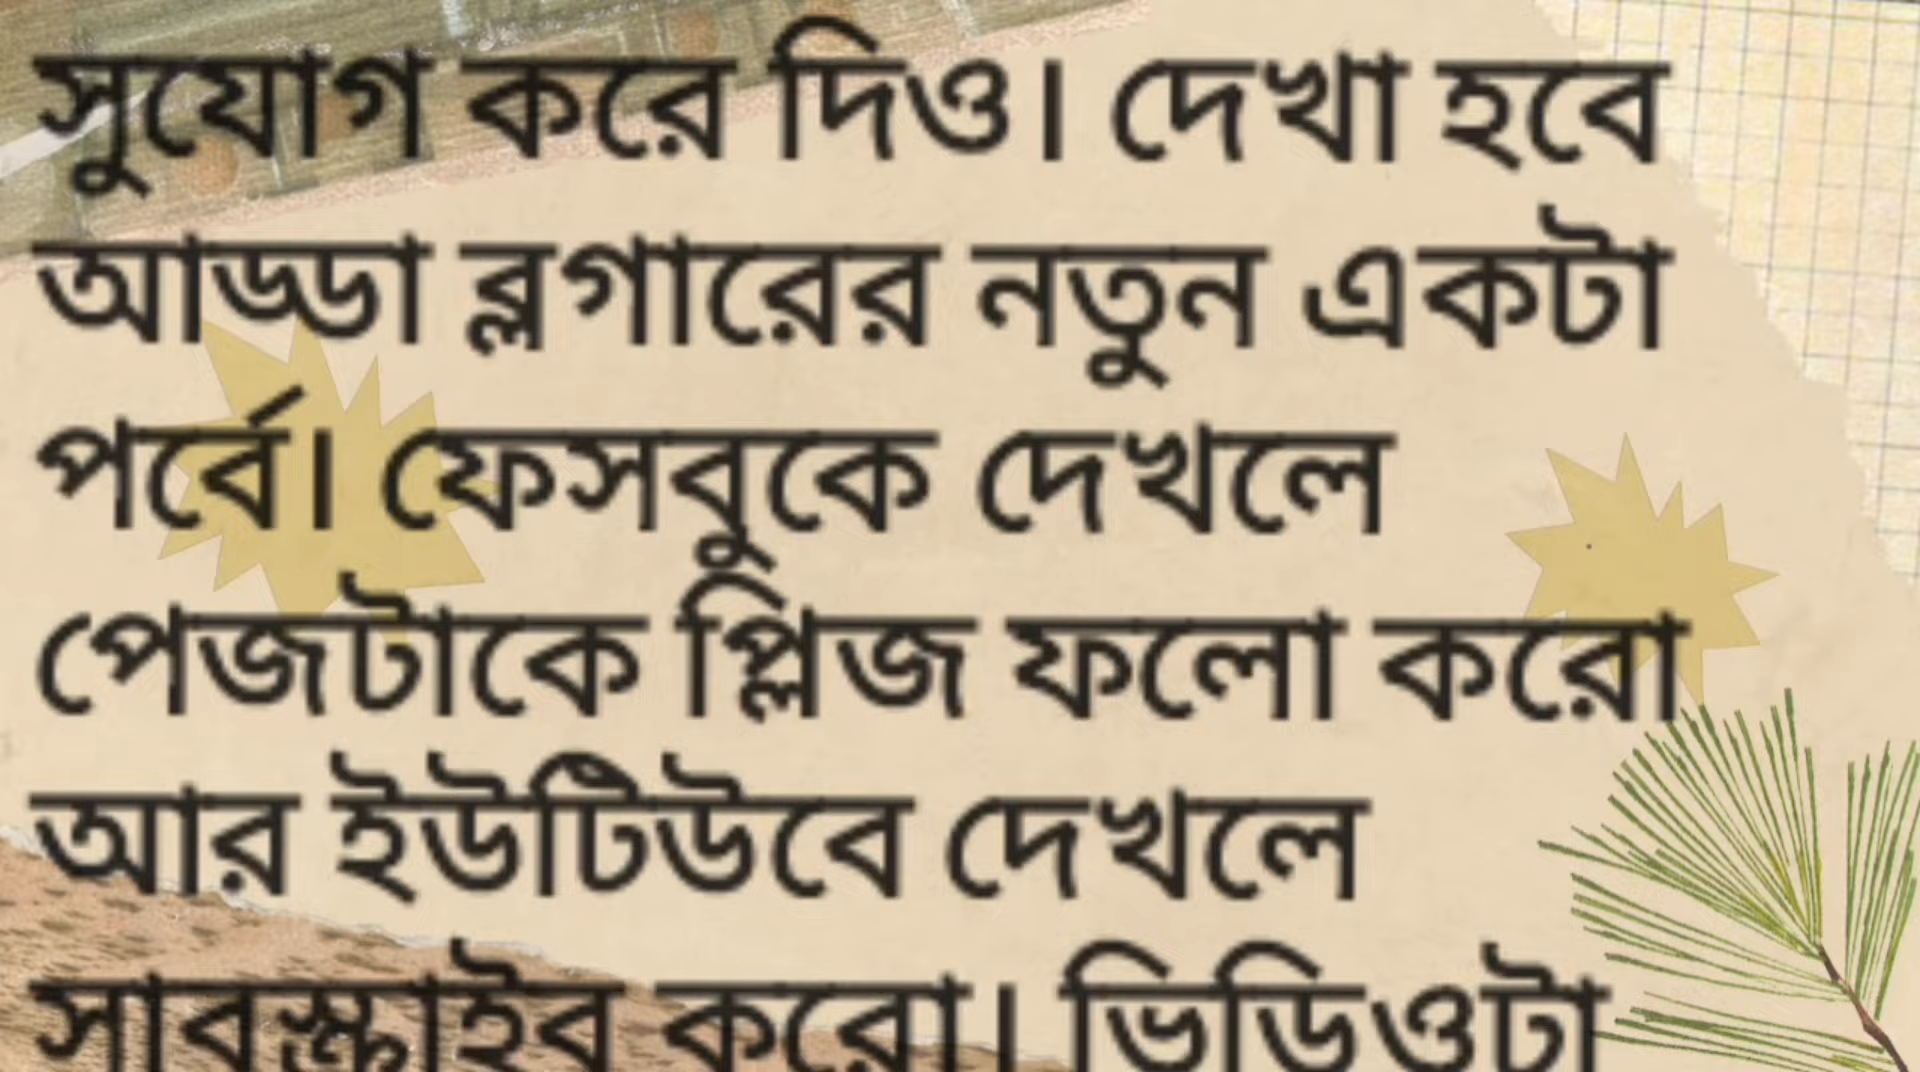 সুযোগ করে দিও। দেখা হবে
আড্ডা ব্লগারের নতুন একটা
পর্বে। ফেসবুকে দেখলে
পেজটাকে প্লিজ ফলো করো
আর ইউটিউবে দেখলে
সাবস্ক্রাইব করো। ভিডিওটা